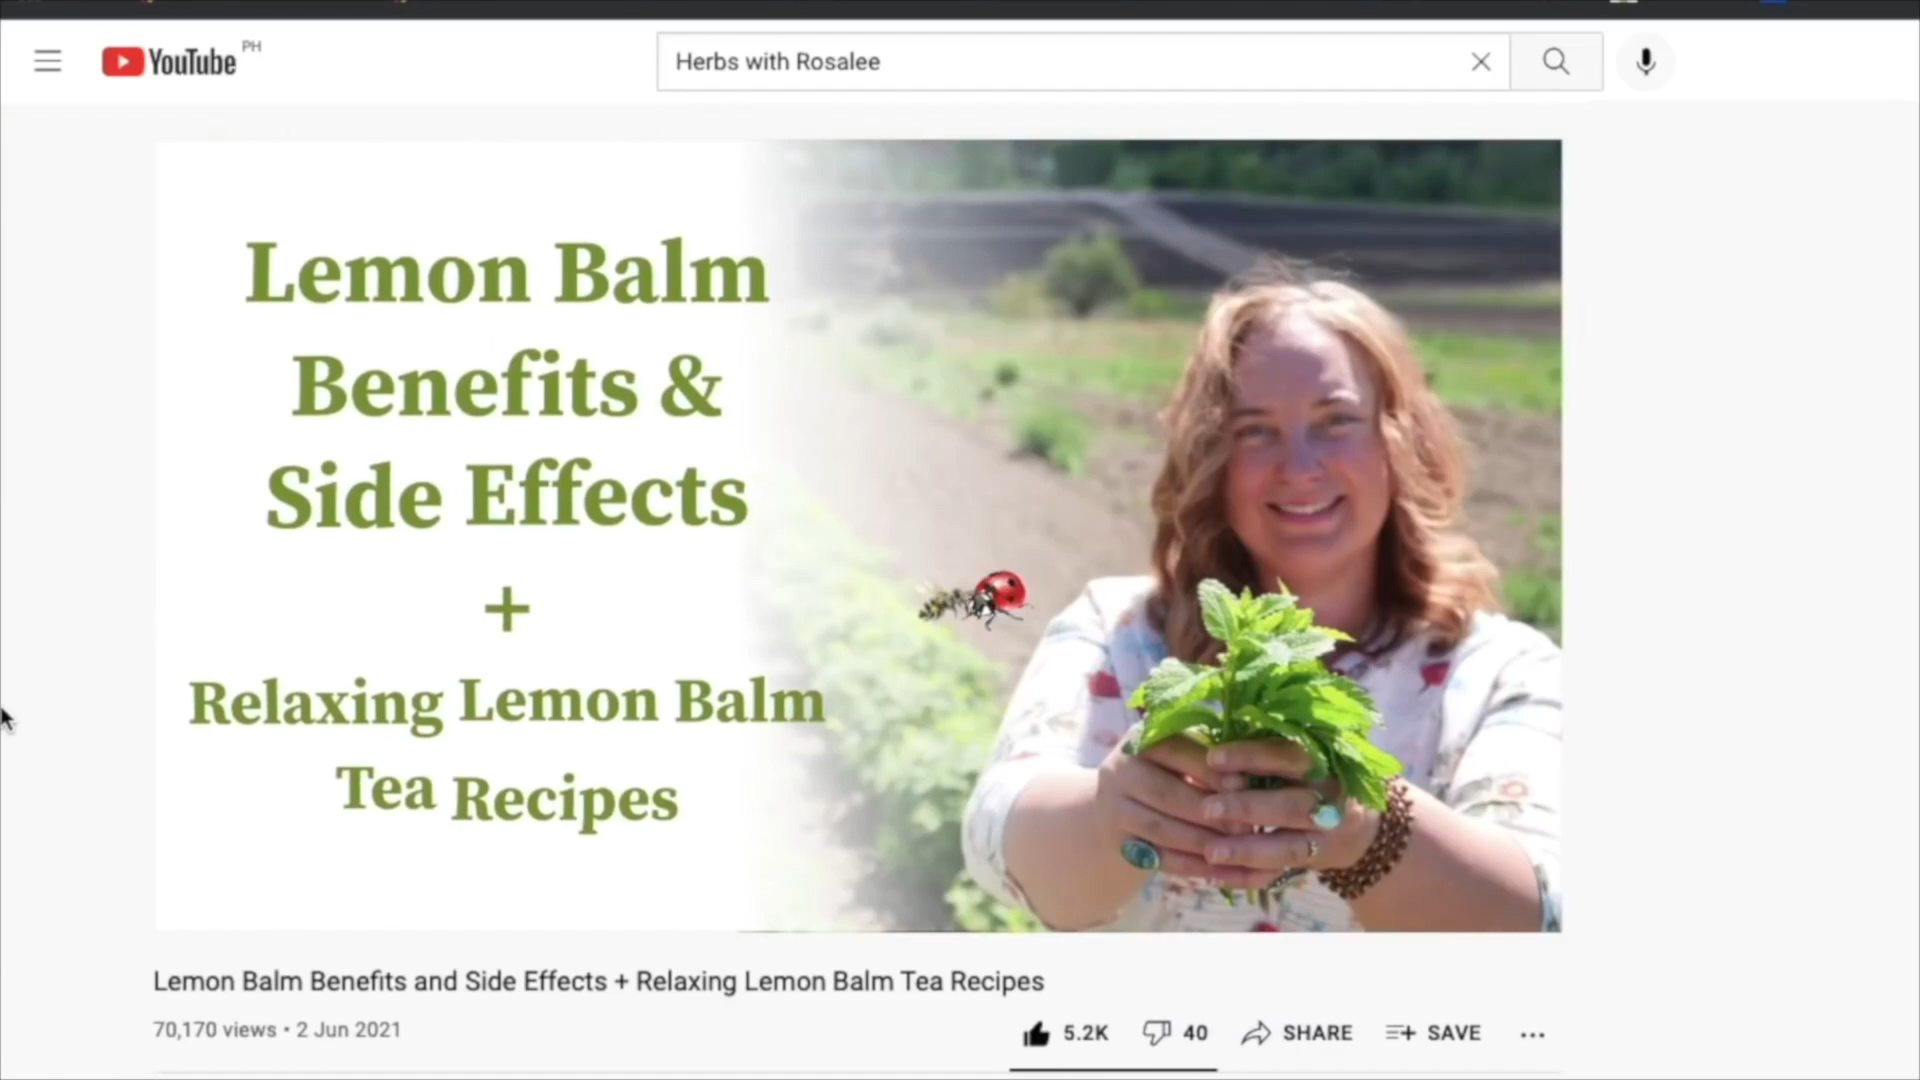 YouTube PH
Herbs with Rosalee
Lemon Balm
Benefits &
Side Effects
+
Relaxing Lemon Balm
Tea Recipes
Lemon Balm Benefits and Side Effects + Relaxing Lemon Balm Tea Recipes
70,170 views • 2 Jun 2021
5.2K 40 SHARE SAVE